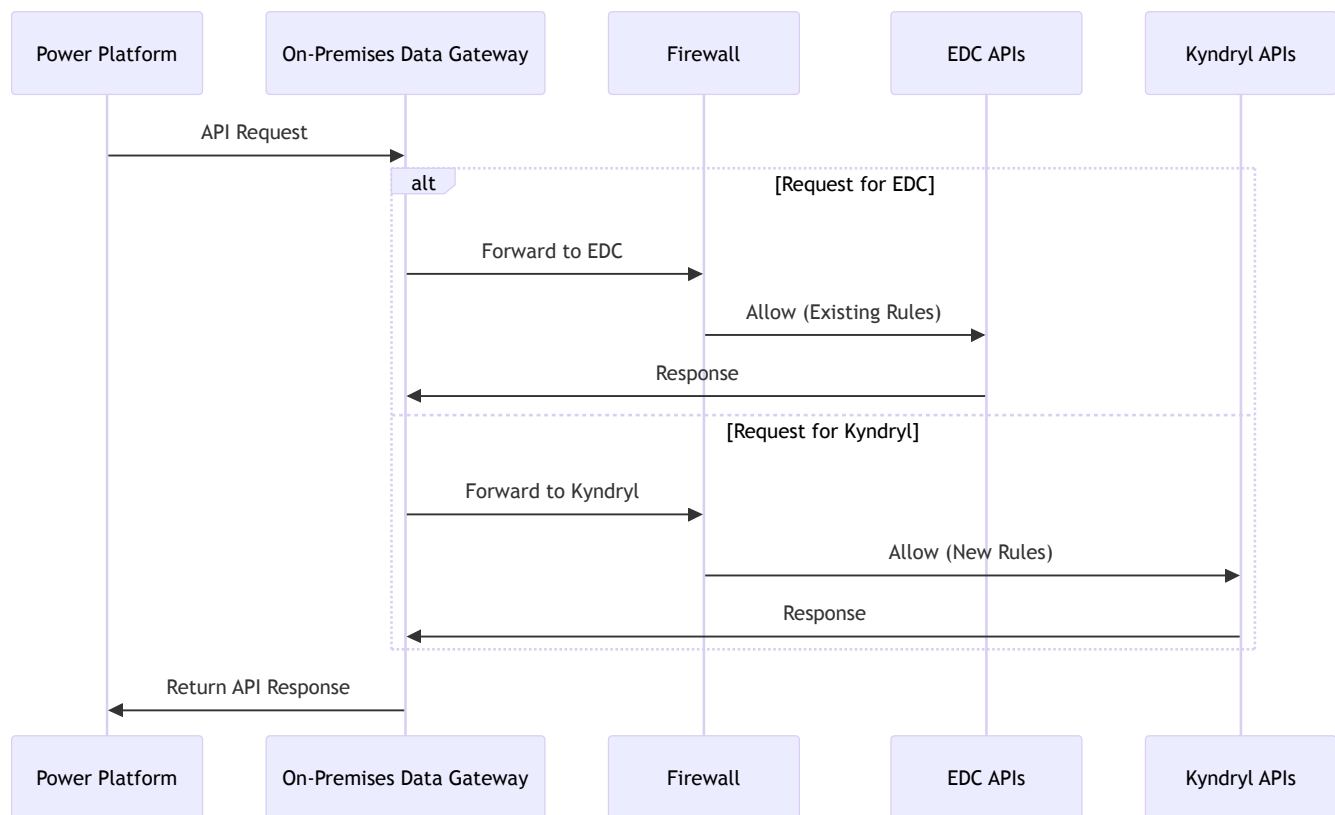 Power Platform
On-Premises Data Gateway
Firewall
EDC APIs
Kyndryl APIs
API Request
alt
[Request for EDC]
Forward to EDC
Allow (Existing Rules)
Response
[Request for Kyndryl]
Forward to Kyndryl
Allow (New Rules)
Response
Return API Response
Power Platform
On-Premises Data Gateway
Firewall
EDC APIs
Kyndryl APIs